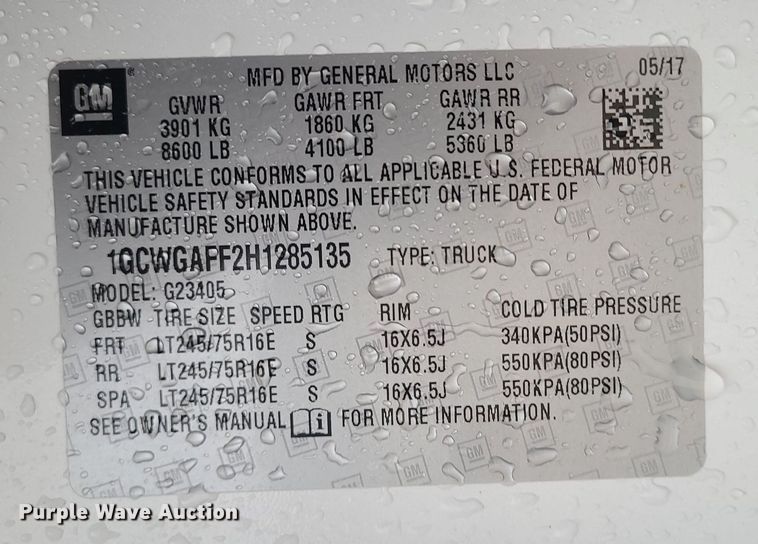 GM ® MFD BY GENERAL MOTORS LLC 05/17
GVWR GAWR FRT GAWR RR
3901 KG 1860 KG 2431 KG
8600 LB 4100 LB 5360 LB
THIS VEHICLE CONFORMS TO ALL APPLICABLE U.S. FEDERAL MOTOR
VEHICLE SAFETY STANDARDS IN EFFECT ON THE DATE OF
MANUFACTURE SHOWN ABOVE.
1GCWGAFF2H1285135 TYPE: TRUCK
MODEL: G23405
GBBW TIRE SIZE SPEED RTG RIM COLD TIRE PRESSURE
FRT LT245/75R16E S 16X6.5J 340KPA(50PSI)
RR LT245/75R16E S 16X6.5J 550KPA(80PSI)
SPA LT245/75R16E S 16X6.5J 550KPA(80PSI)
SEE OWNER'S MANUAL i FOR MORE INFORMATION.
Purple Wave Auction